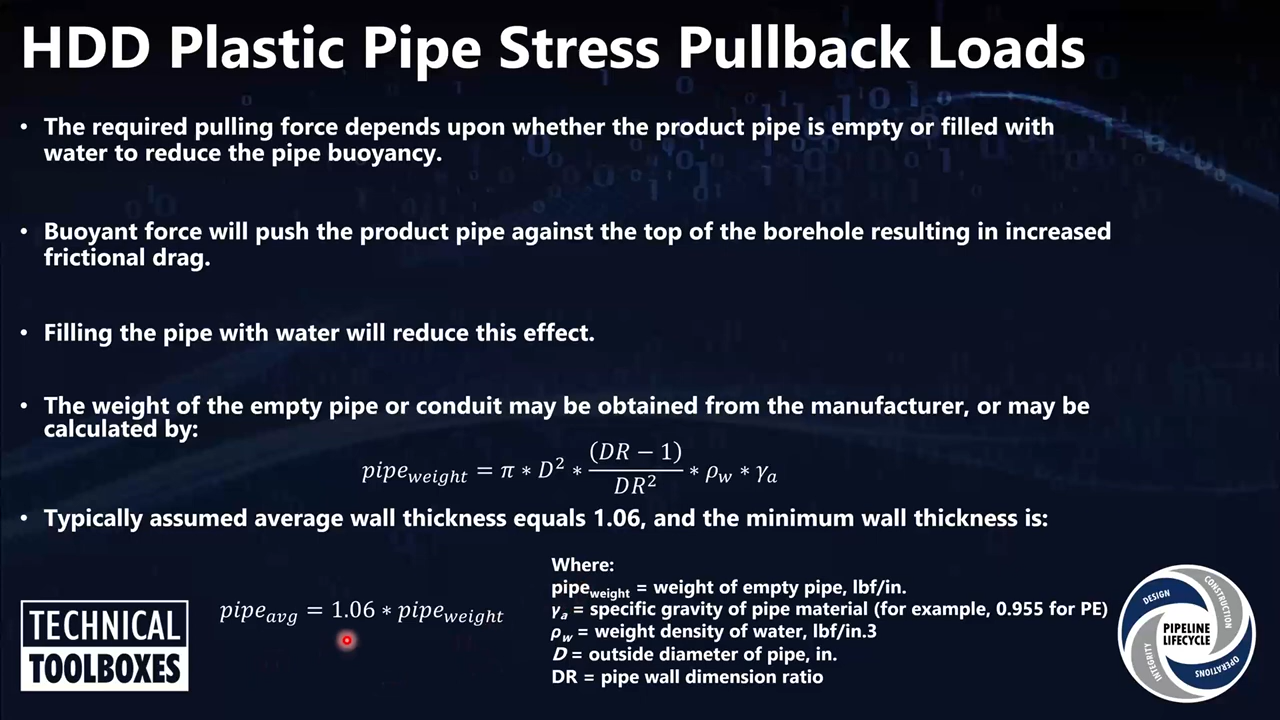 HDD Plastic Pipe Stress Pullback Loads
• The required pulling force depends upon whether the product pipe is empty or filled with
water to reduce the pipe buoyancy.
• Buoyant force will push the product pipe against the top of the borehole resulting in increased
frictional drag.
• Filling the pipe with water will reduce this effect.
• The weight of the empty pipe or conduit may be obtained from the manufacturer, or may be
calculated by:
pipe_weight = π * D² * (DR − 1) / DR² * ρ_w * γ_a
• Typically assumed average wall thickness equals 1.06, and the minimum wall thickness is:
pipe_avg = 1.06 * pipe_weight
Where:
pipe_weight = weight of empty pipe, lbf/in.
γ_a = specific gravity of pipe material (for example, 0.955 for PE)
ρ_w = weight density of water, lbf/in.3
D = outside diameter of pipe, in.
DR = pipe wall dimension ratio
TECHNICAL
TOOLBOXES
DESIGN
CONSTRUCTION
PIPELINE
LIFECYCLE
INTEGRITY
OPERATIONS